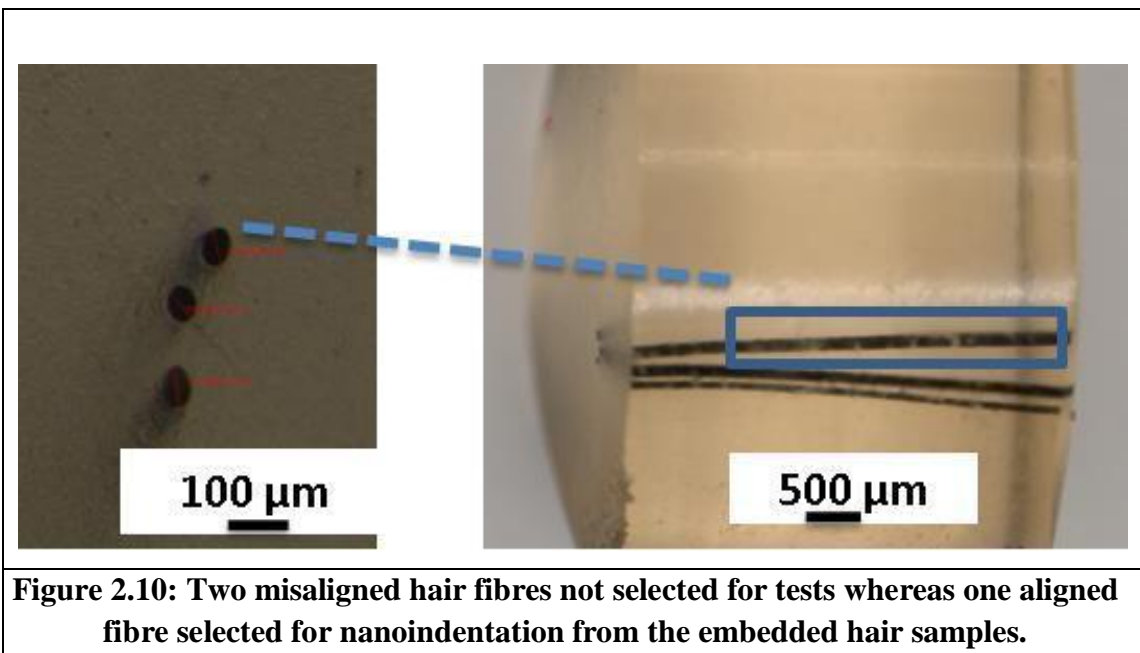 100 µm
500 µm
Figure 2.10: Two misaligned hair fibres not selected for tests whereas one aligned
fibre selected for nanoindentation from the embedded hair samples.